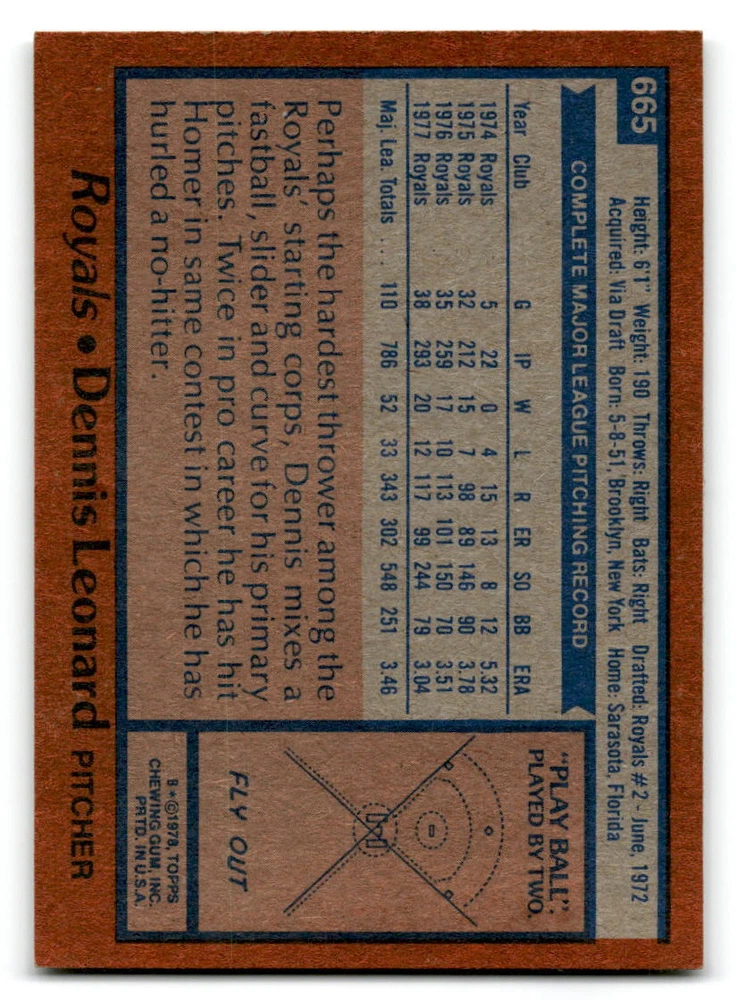 665
Height: 6'1" Weight: 190 Throws: Right Bats: Right Drafted: Royals #2 - June, 1972
Acquired: Via Draft Born: 5-8-51, Brooklyn, New York Home: Sarasota, Florida
COMPLETE MAJOR LEAGUE PITCHING RECORD
Year Club G IP W L R ER SO BB ERA
1974 Royals 5 22 0 4 15 13 8 12 5.32
1975 Royals 32 212 15 7 98 89 146 90 3.78
1976 Royals 35 259 17 10 113 101 150 70 3.51
1977 Royals 38 293 20 12 117 99 244 79 3.04
Maj. Lea. Totals .... 110 786 52 33 343 302 548 251 3.46
Perhaps the hardest thrower among the
Royals' starting corps, Dennis mixes a
fastball, slider and curve for his primary
pitches. Twice in pro career he has hit
Homer in same contest in which he has
hurled a no-hitter.
"PLAY BALL".
PLAYED BY TWO.
FLY OUT
B *©1978, TOPPS
CHEWING GUM INC.
PRTD. IN U.S.A.
Royals • Dennis Leonard PITCHER